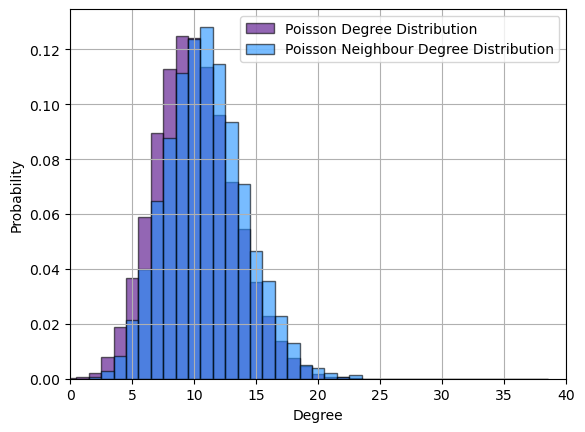 Poisson Degree Distribution
Poisson Neighbour Degree Distribution
Probability
0.12
0.10
0.08
0.06
0.04
0.02
0.00
0 5 10 15 20 25 30 35 40
Degree